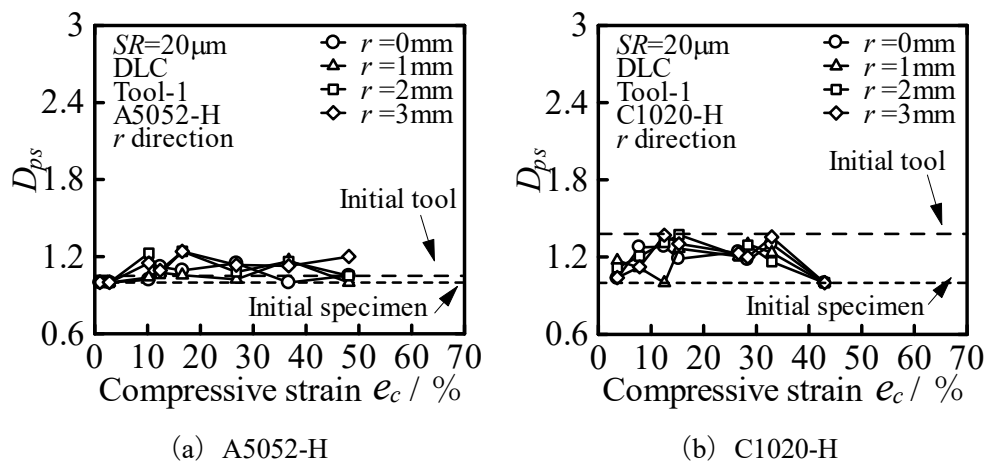 3
2.4
1.8
1.2
0.6
D_ps
SR=20μm
DLC
Tool-1
A5052-H
r direction
r =0mm
r =1mm
r =2mm
r =3mm
Initial tool
Initial specimen
0 10 20 30 40 50 60 70
Compressive strain e_c / %
(a) A5052-H
3
2.4
1.8
1.2
0.6
D_ps
SR=20μm
DLC
Tool-1
C1020-H
r direction
r =0mm
r =1mm
r =2mm
r =3mm
Initial tool
Initial specimen
0 10 20 30 40 50 60 70
Compressive strain e_c / %
(b) C1020-H